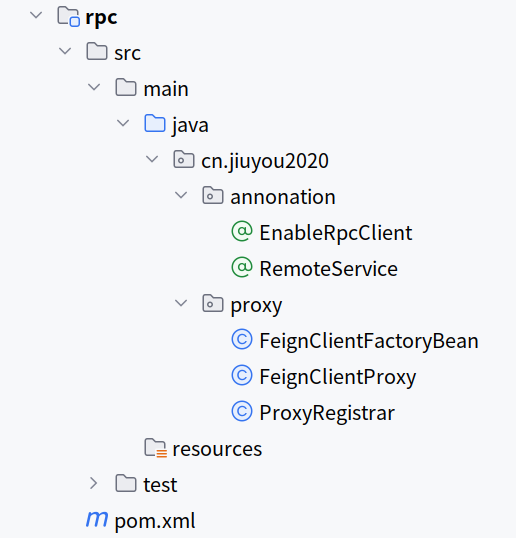 rpc
src
main
java
cn.jiuyou2020
annonation
EnableRpcClient
RemoteService
proxy
FeignClientFactoryBean
FeignClientProxy
ProxyRegistrar
resources
test
pom.xml